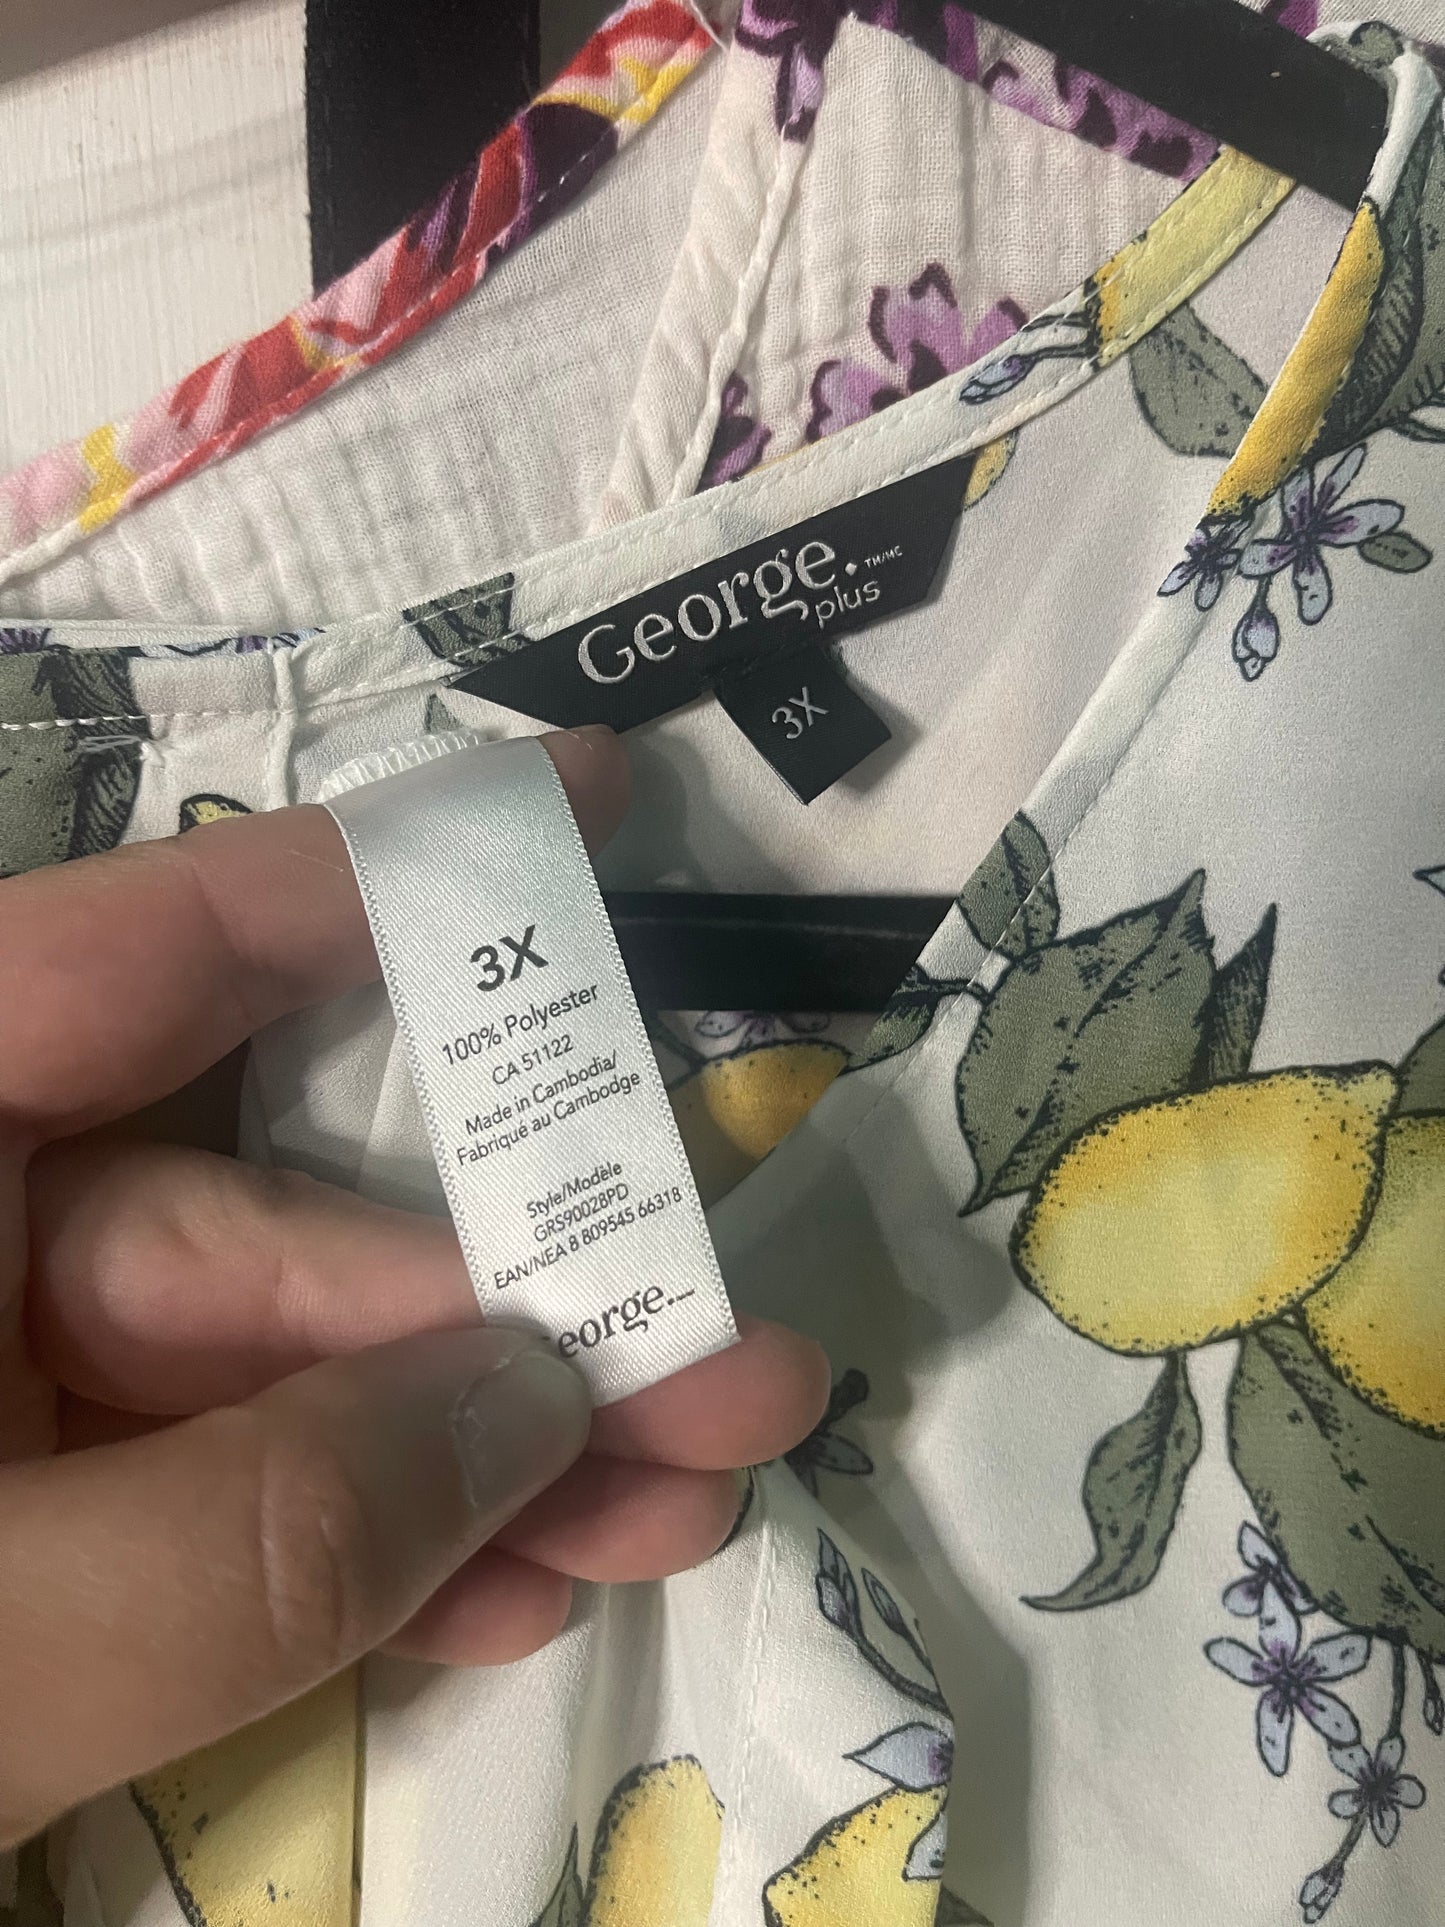 George. TM/MC
plus
3X
3X
100% Polyester
CA 51122
Made in Cambodia/
Fabriqué au Cambodge
Style/Modèle
GRS90028PD
EAN/NEA 8 809545 66318
eorge.